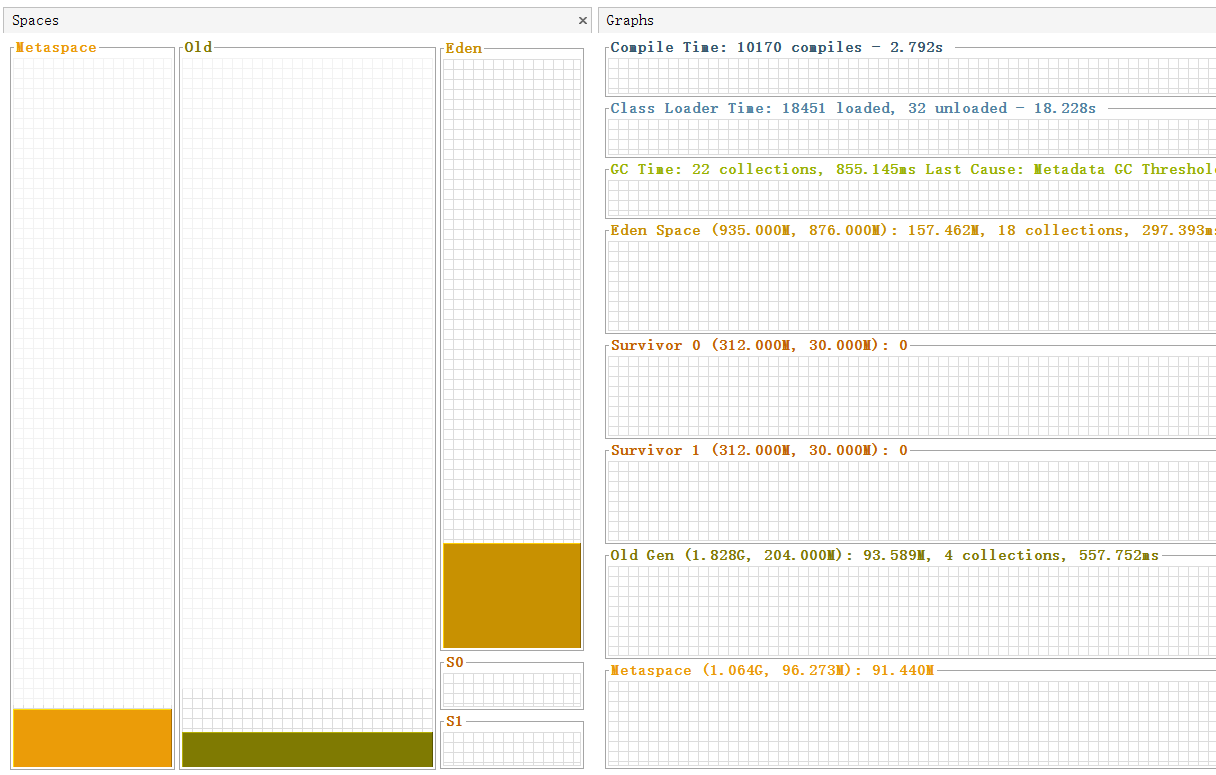 Spaces ×
Metaspace
Old
Eden
S0
S1
Graphs
Compile Time: 10170 compiles - 2.792s
Class Loader Time: 18451 loaded, 32 unloaded - 18.228s
GC Time: 22 collections, 855.145ms Last Cause: Metadata GC Threshol
Eden Space (935.000M, 876.000M): 157.462M, 18 collections, 297.393ms
Survivor 0 (312.000M, 30.000M): 0
Survivor 1 (312.000M, 30.000M): 0
Old Gen (1.828G, 204.000M): 93.589M, 4 collections, 557.752ms
Metaspace (1.064G, 96.273M): 91.440M